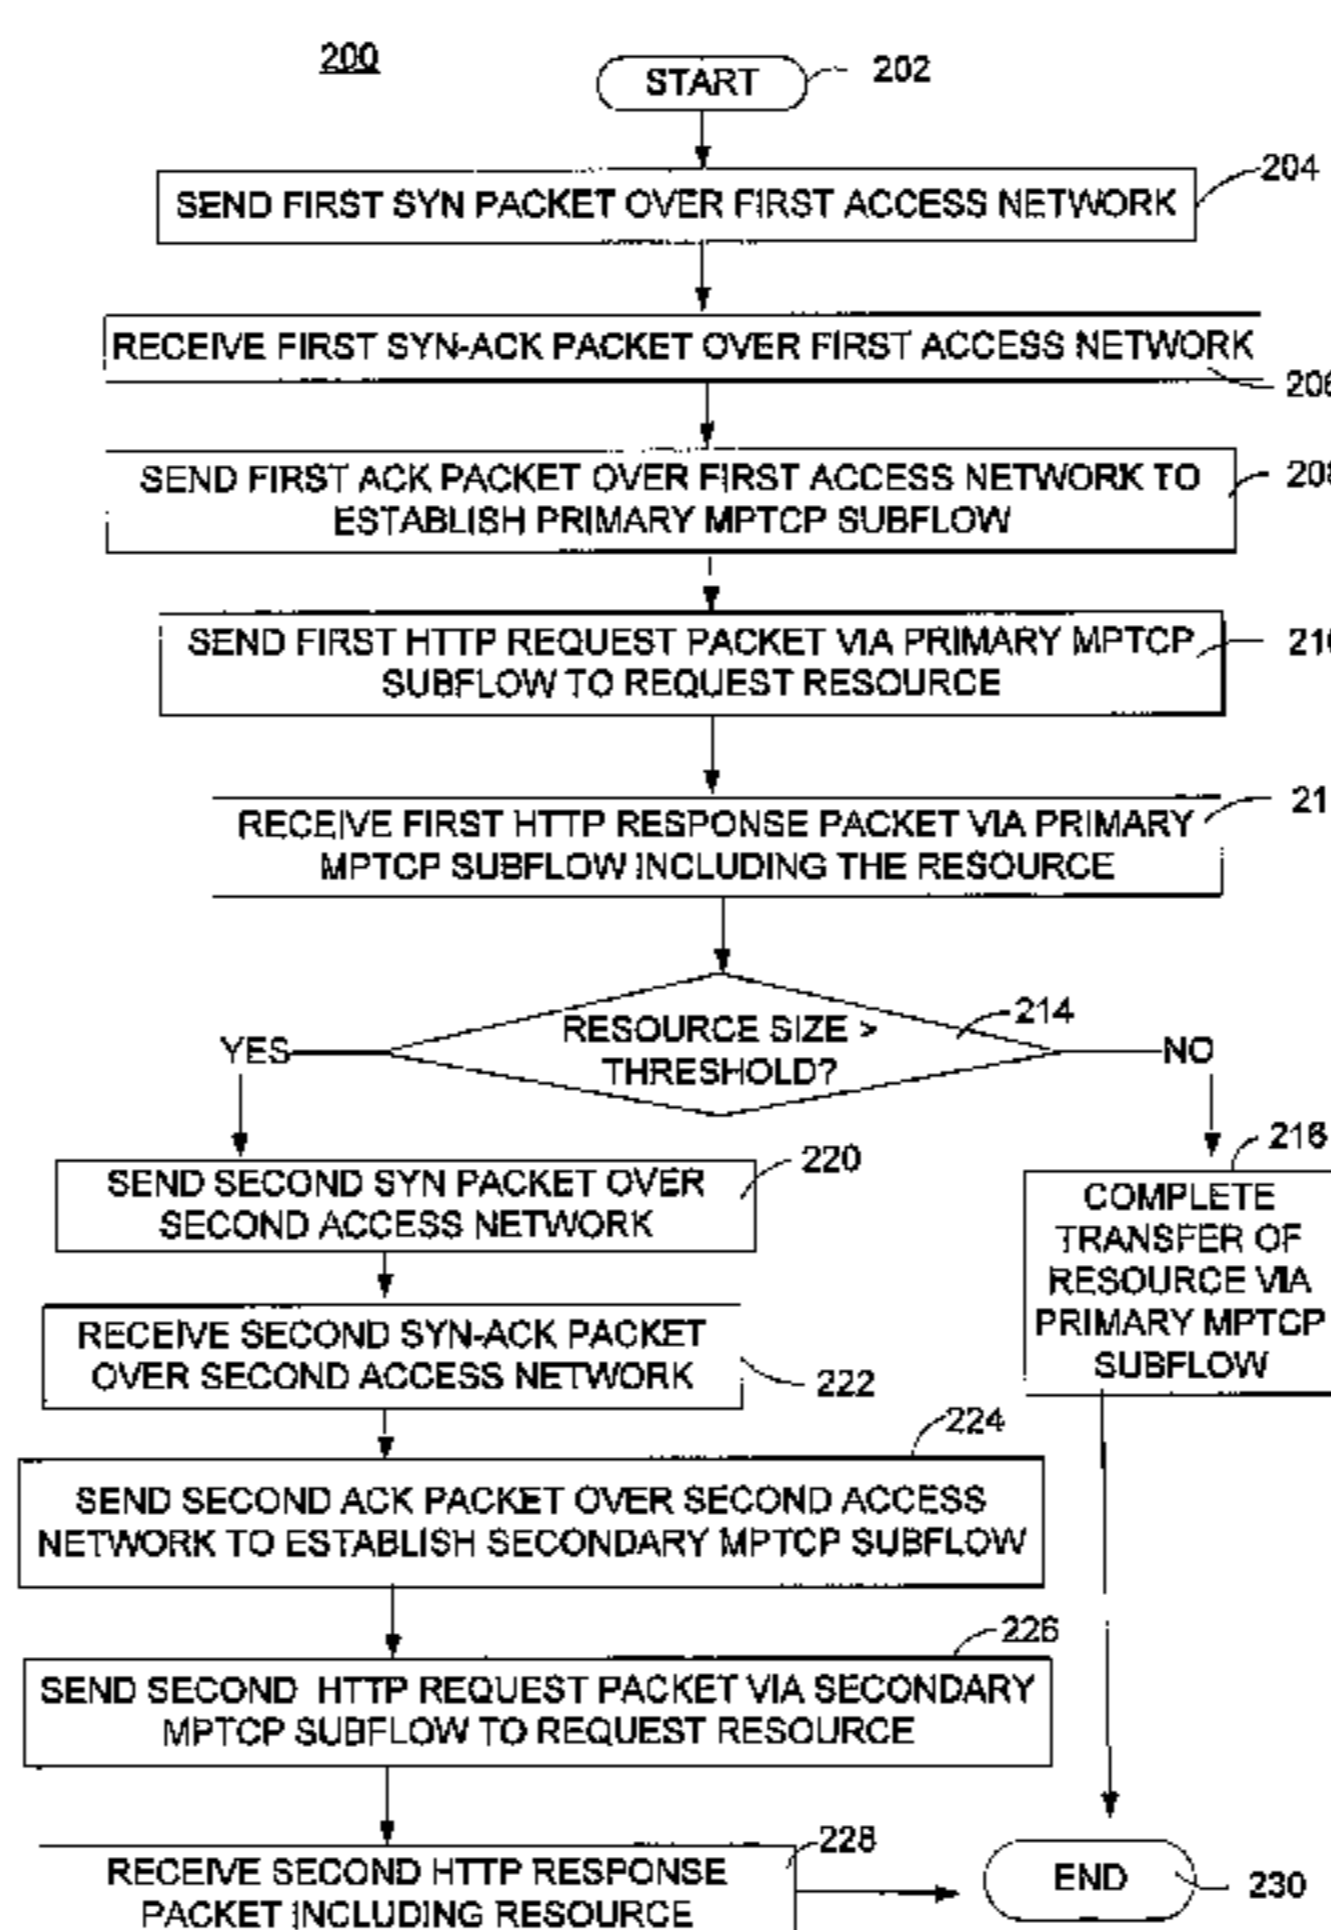 200
START
202
SEND FIRST SYN PACKET OVER FIRST ACCESS NETWORK
204
RECEIVE FIRST SYN-ACK PACKET OVER FIRST ACCESS NETWORK
206
SEND FIRST ACK PACKET OVER FIRST ACCESS NETWORK TO
ESTABLISH PRIMARY MPTCP SUBFLOW
208
SEND FIRST HTTP REQUEST PACKET VIA PRIMARY MPTCP
SUBFLOW TO REQUEST RESOURCE
210
RECEIVE FIRST HTTP RESPONSE PACKET VIA PRIMARY
MPTCP SUBFLOW INCLUDING THE RESOURCE
21
RESOURCE SIZE >
THRESHOLD?
214
YES
NO
SEND SECOND SYN PACKET OVER
SECOND ACCESS NETWORK
220
216
COMPLETE
TRANSFER OF
RESOURCE VIA
PRIMARY MPTCP
SUBFLOW
RECEIVE SECOND SYN-ACK PACKET
OVER SECOND ACCESS NETWORK
222
224
SEND SECOND ACK PACKET OVER SECOND ACCESS
NETWORK TO ESTABLISH SECONDARY MPTCP SUBFLOW
226
SEND SECOND HTTP REQUEST PACKET VIA SECONDARY
MPTCP SUBFLOW TO REQUEST RESOURCE
228
RECEIVE SECOND HTTP RESPONSE
PACKET INCLUDING RESOURCE
END
230